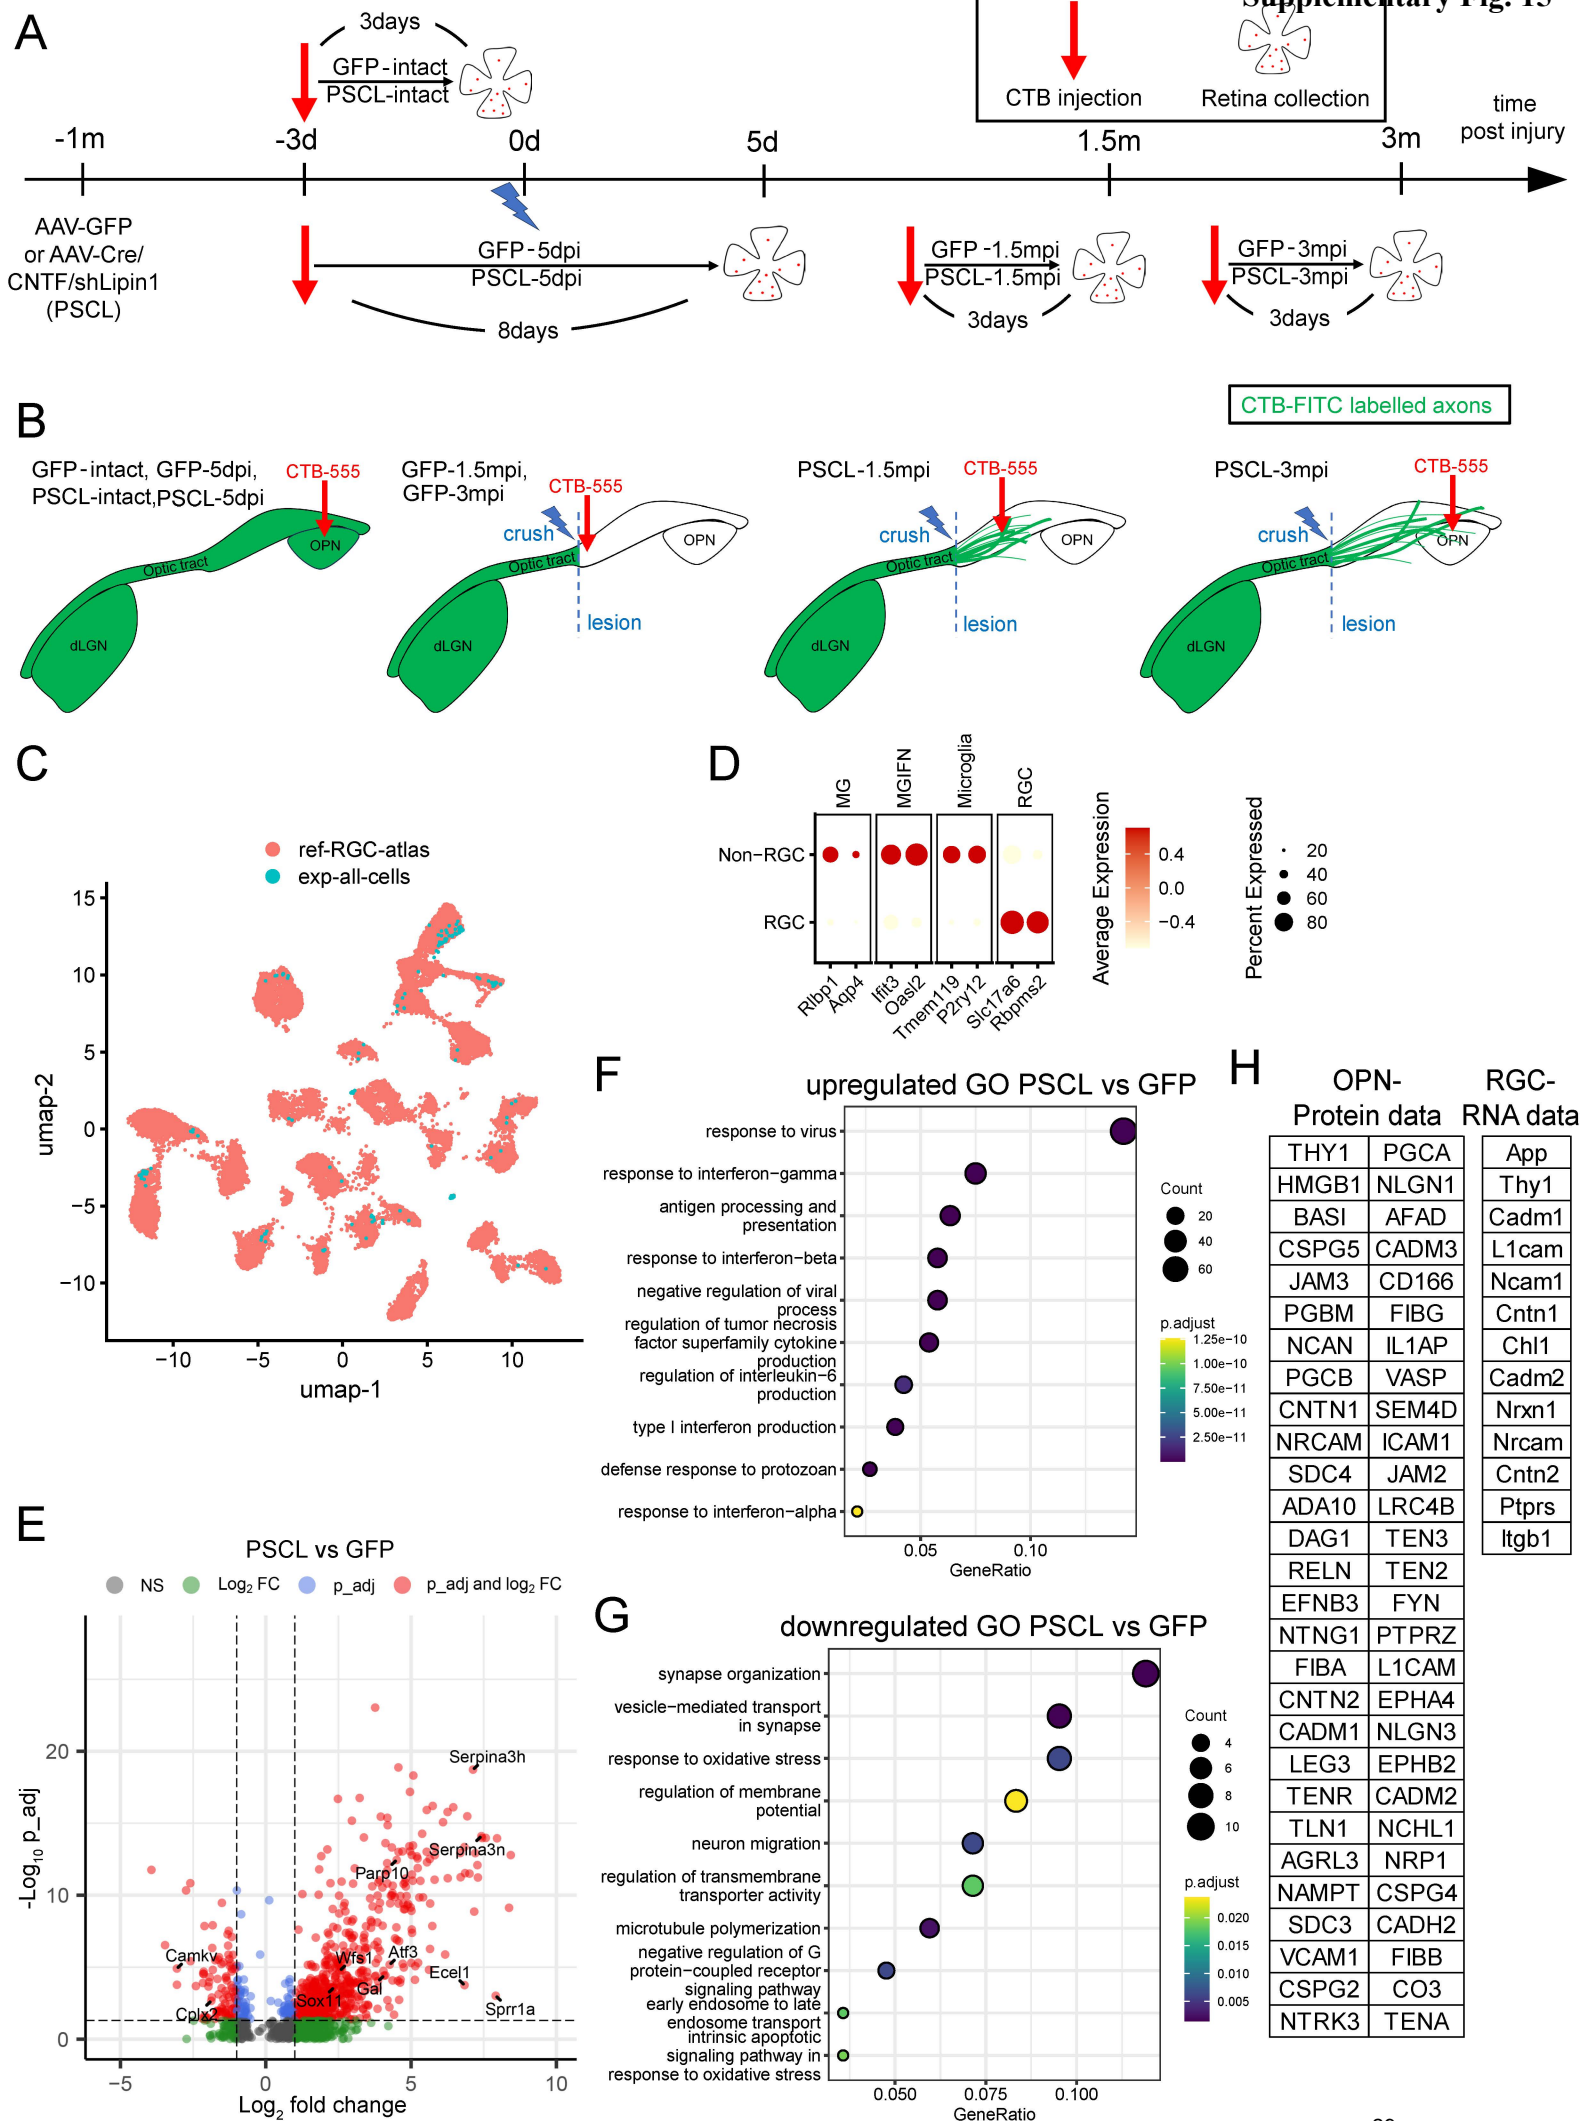 Supplementary Fig. 15
A
3days
GFP-intact
PSCL-intact
CTB injection
Retina collection
time
post injury
-1m
-3d
0d
5d
1.5m
3m
AAV-GFP
or AAV-Cre/
CNTF/shLipin1
(PSCL)
GFP-5dpi
PSCL-5dpi
8days
GFP-1.5mpi
PSCL-1.5mpi
3days
GFP-3mpi
PSCL-3mpi
3days
B
CTB-FITC labelled axons
GFP-intact, GFP-5dpi,
PSCL-intact,PSCL-5dpi
CTB-555
OPN
Optic tract
dLGN
GFP-1.5mpi,
GFP-3mpi
CTB-555
crush
OPN
Optic tract
lesion
dLGN
PSCL-1.5mpi
CTB-555
crush
OPN
Optic tract
lesion
dLGN
PSCL-3mpi
CTB-555
crush
OPN
Optic tract
lesion
dLGN
C
ref-RGC-atlas
exp-all-cells
15
10
5
0
−5
−10
umap-2
−10
−5
0
5
10
umap-1
D
MG
MGIFN
Microglia
RGC
Non−RGC
RGC
Rlbp1
Aqp4
Ifit3
Oasl2
Tmem119
P2ry12
Slc17a6
Rbpms2
Average Expression
0.4
0.0
−0.4
Percent Expressed
20
40
60
80
E
PSCL vs GFP
NS
Log2 FC
p_adj
p_adj and log2 FC
-Log10 p_adj
20
10
0
Serpina3h
Serpina3n
Parp10
Camkv
Wfs1
Atf3
Ecel1
Gal
Sox11
Cplx2
Sprr1a
−5
0
5
10
Log2 fold change
F
upregulated GO PSCL vs GFP
response to virus
response to interferon−gamma
antigen processing and
presentation
response to interferon−beta
negative regulation of viral
process
regulation of tumor necrosis
factor superfamily cytokine
production
regulation of interleukin−6
production
type I interferon production
defense response to protozoan
response to interferon−alpha
0.05
0.10
GeneRatio
Count
20
40
60
p.adjust
1.25e−10
1.00e−10
7.50e−11
5.00e−11
2.50e−11
G
downregulated GO PSCL vs GFP
synapse organization
vesicle−mediated transport
in synapse
response to oxidative stress
regulation of membrane
potential
neuron migration
regulation of transmembrane
transporter activity
microtubule polymerization
negative regulation of G
protein−coupled receptor
signaling pathway
early endosome to late
endosome transport
intrinsic apoptotic
signaling pathway in
response to oxidative stress
0.050
0.075
0.100
GeneRatio
Count
4
6
8
10
p.adjust
0.020
0.015
0.010
0.005
H
OPN-
Protein data
RGC-
RNA data
THY1 PGCA App
HMGB1 NLGN1 Thy1
BASI AFAD Cadm1
CSPG5 CADM3 L1cam
JAM3 CD166 Ncam1
PGBM FIBG Cntn1
NCAN IL1AP Chl1
PGCB VASP Cadm2
CNTN1 SEM4D Nrxn1
NRCAM ICAM1 Nrcam
SDC4 JAM2 Cntn2
ADA10 LRC4B Ptprs
DAG1 TEN3 Itgb1
RELN TEN2
EFNB3 FYN
NTNG1 PTPRZ
FIBA L1CAM
CNTN2 EPHA4
CADM1 NLGN3
LEG3 EPHB2
TENR CADM2
TLN1 NCHL1
AGRL3 NRP1
NAMPT CSPG4
SDC3 CADH2
VCAM1 FIBB
CSPG2 CO3
NTRK3 TENA